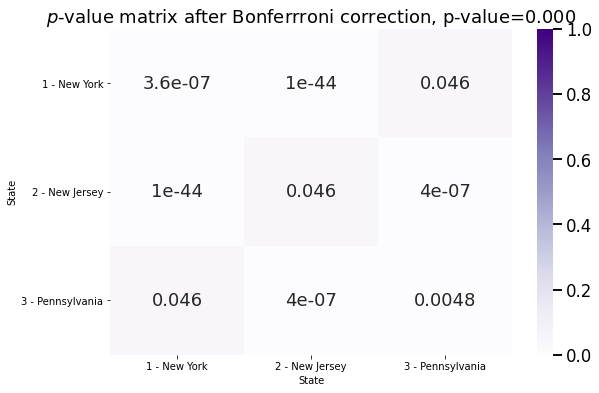 p-value matrix after Bonferrroni correction, p-value=0.000
1.0
1 - New York 3.6e-07 1e-44 0.046
0.8
0.6
State 2 - New Jersey 1e-44 0.046 4e-07
0.4
0.2
3 - Pennsylvania 0.046 4e-07 0.0048
0.0
1 - New York 2 - New Jersey 3 - Pennsylvania
State